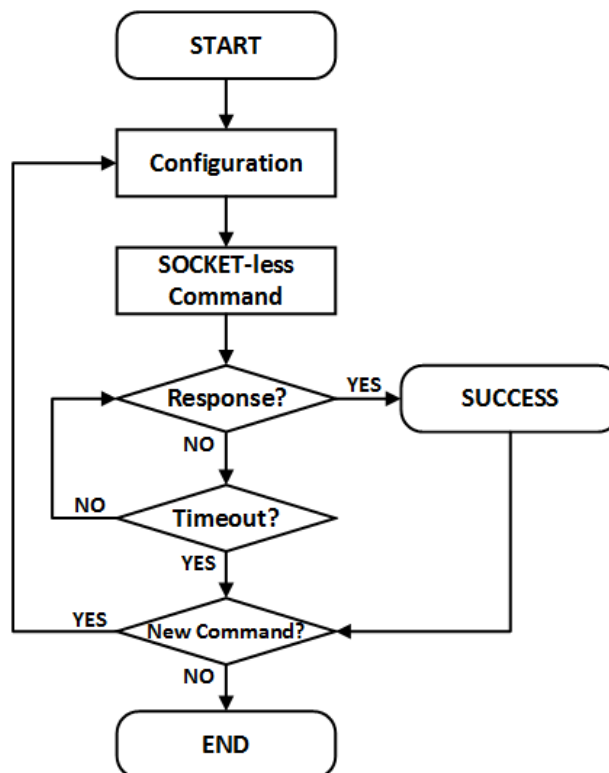 START
Configuration
SOCKET-less
Command
Response?
YES
SUCCESS
NO
Timeout?
NO
YES
New Command?
YES
NO
END